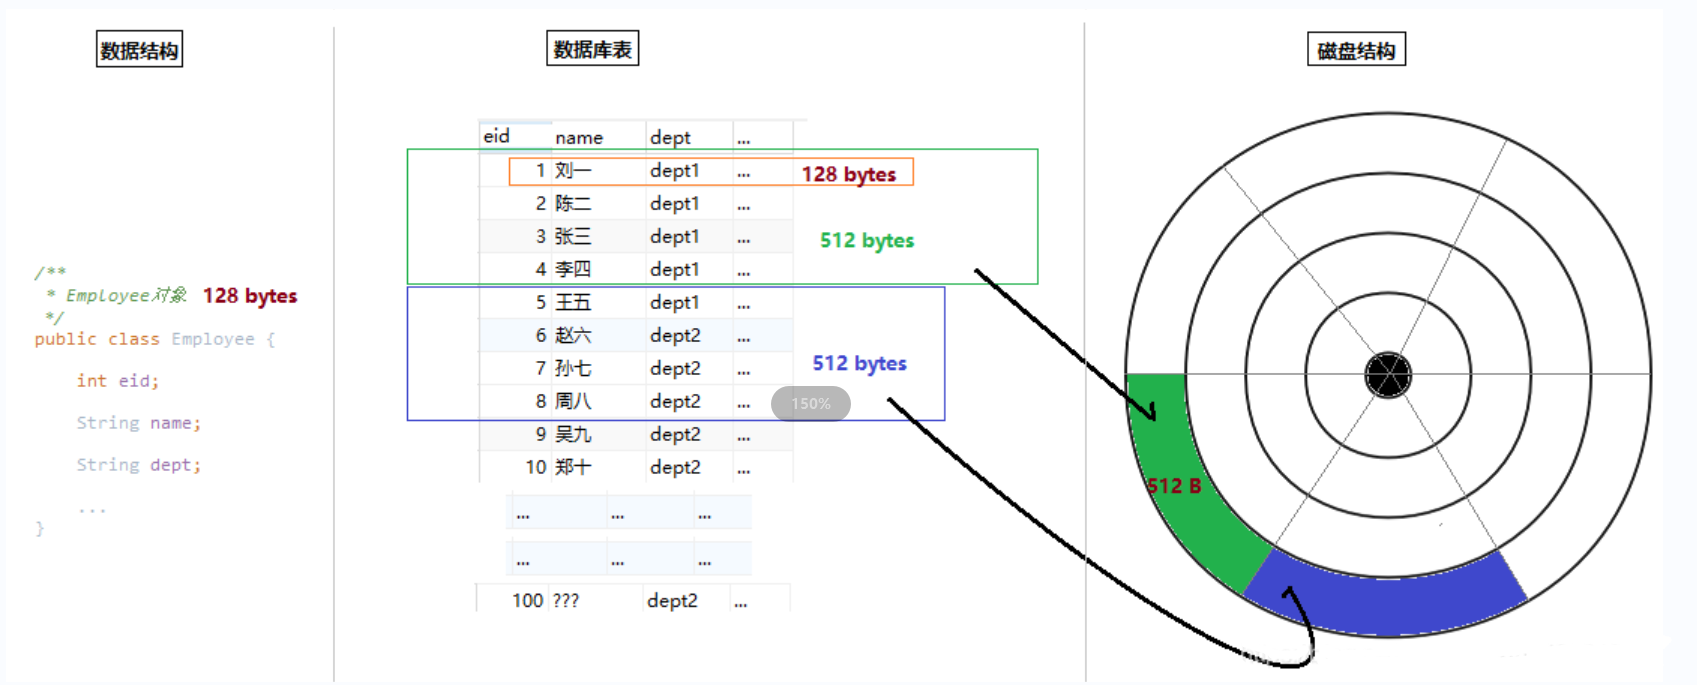 数据结构
/**
* Employee对象 128 bytes
*/
public class Employee {
int eid;
String name;
String dept;
...
}
数据库表
eid name dept ...
1 刘一 dept1 ... 128 bytes
2 陈二 dept1 ...
3 张三 dept1 ...
512 bytes
4 李四 dept1 ...
5 王五 dept1 ...
6 赵六 dept2 ...
7 孙七 dept2 ...
512 bytes
8 周八 dept2 ...
150%
9 吴九 dept2 ...
10 郑十 dept2 ...
... ... ...
... ... ...
100 ??? dept2 ...
磁盘结构
512 B